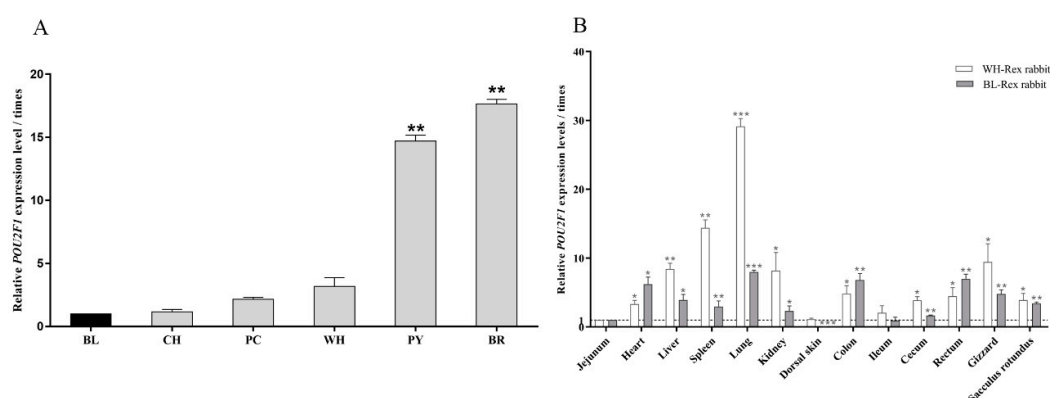 A
Relative POU2F1 expression level / times
20
15
10
5
0
**
**
BL CH PC WH PY BR
B
Relative POU2F1 expression levels / times
40
30
20
10
1
WH-Rex rabbit
BL-Rex rabbit
* * ** * ** ** *** *** * * *** * ** * ** * ** * ** * **
Jejunum Heart Liver Spleen Lung Kidney Dorsal skin Colon Ileum Cecum Rectum Gizzard Sacculus rotundus